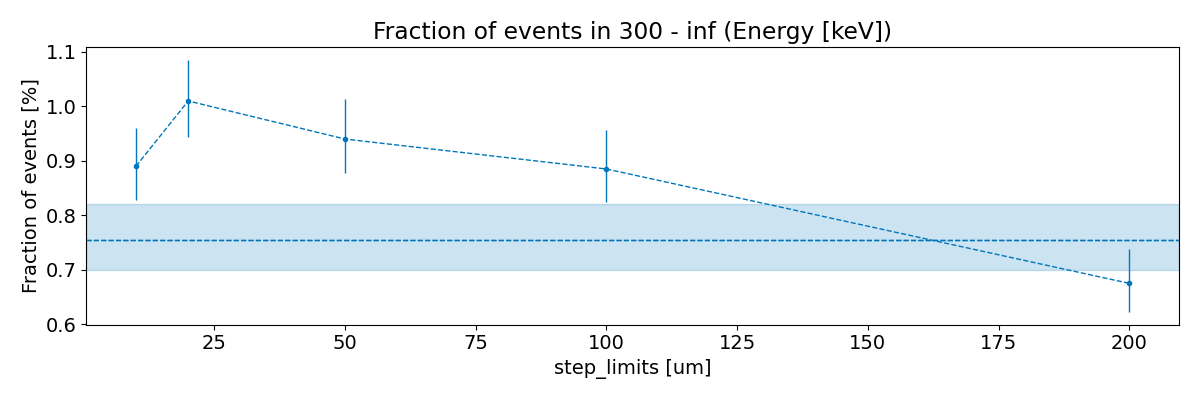 Fraction of events in 300 - inf (Energy [keV])
Fraction of events [%]
1.1
1.0
0.9
0.8
0.7
0.6
25 50 75 100 125 150 175 200
step_limits [um]